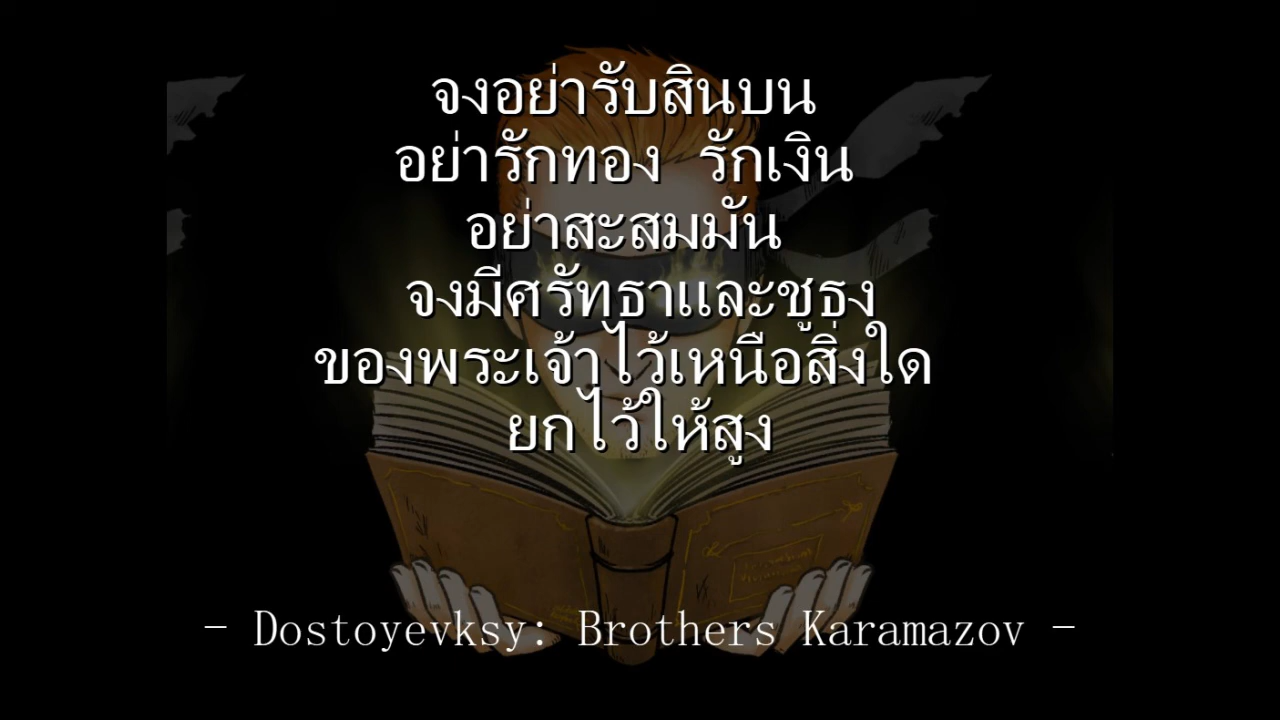 จงอย่ารับสินบน
อย่ารักทอง รักเงิน
อย่าสะสมมัน
จงมีศรัทธาและชูธง
ของพระเจ้าไว้เหนือสิ่งใด
ยกไว้ให้สูง
- Dostoyevksy: Brothers Karamazov -